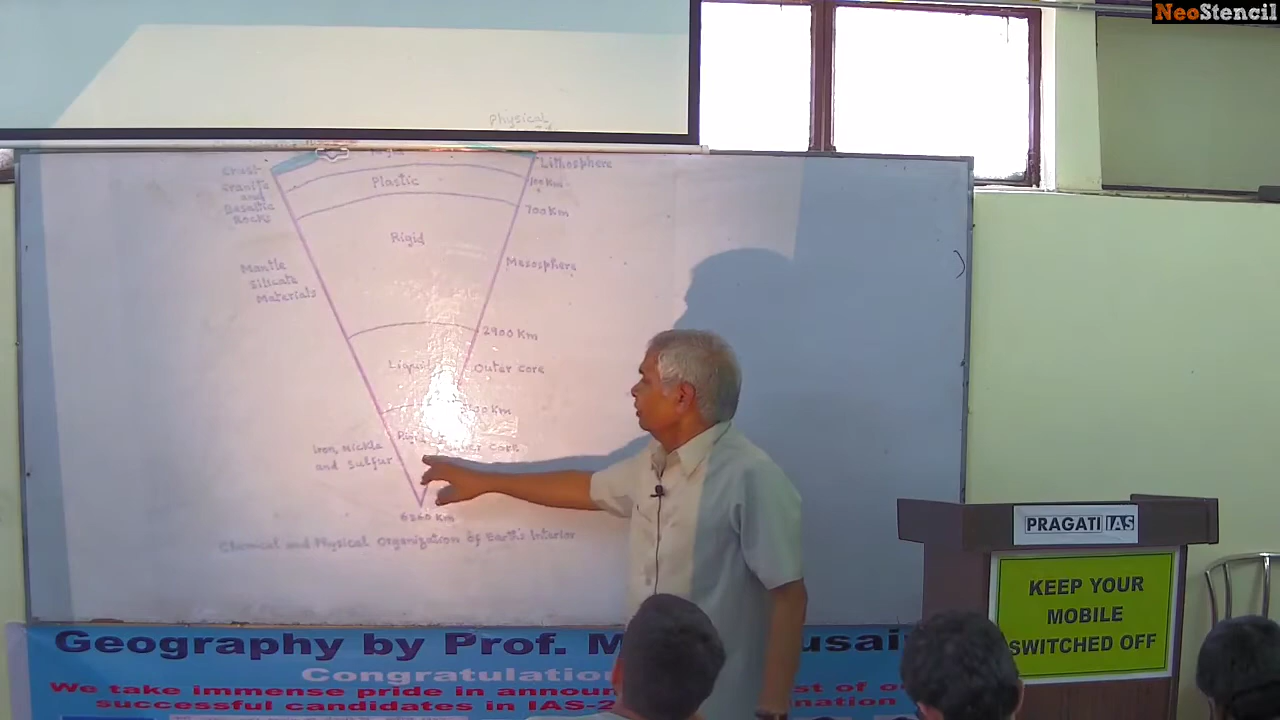 NeoStencil
Physical
Lithosphere
Crust
Granite
and
Basaltic
Rocks
Plastic
100 Km
700 Km
Rigid
Mantle
Silicate
Materials
Mesosphere
2900 Km
Liquid
Outer core
Iron, Nickle
and Sulfur
core
Km
Chemical and Physical Organization of Earth's Interior
PRAGATI IAS
KEEP YOUR
MOBILE
SWITCHED OFF
Geography by Prof. M
Congratulation
We take immense pride in
successful candidates in IAS-2